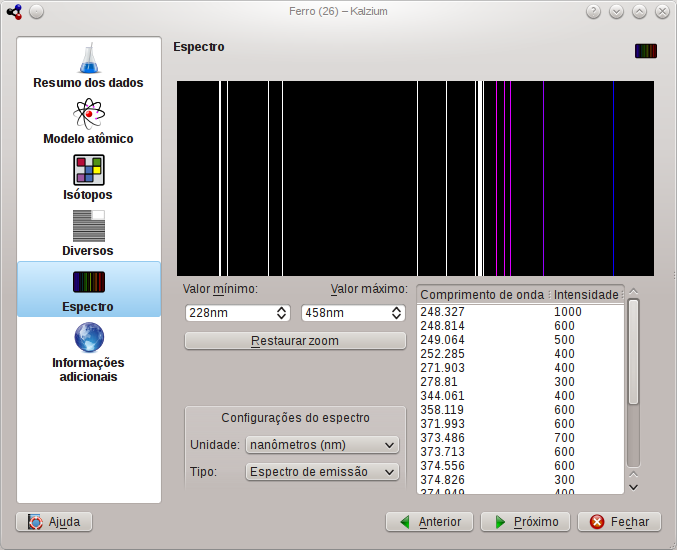 Ferro (26) – Kalzium
Resumo dos dados
Modelo atômico
Isótopos
Diversos
Espectro
Informações
adicionais
Espectro
Valor mínimo:
Valor máximo:
228nm
458nm
Restaurar zoom
Configurações do espectro
Unidade: nanômetros (nm)
Tipo: Espectro de emissão
Comprimento de onda Intensidade
248.327 1000
248.814 600
249.064 500
252.285 400
271.903 400
278.81 300
344.061 400
358.119 600
371.993 600
373.486 700
373.713 600
374.556 600
374.826 300
374.949 400
Ajuda
Anterior
Próximo
Fechar